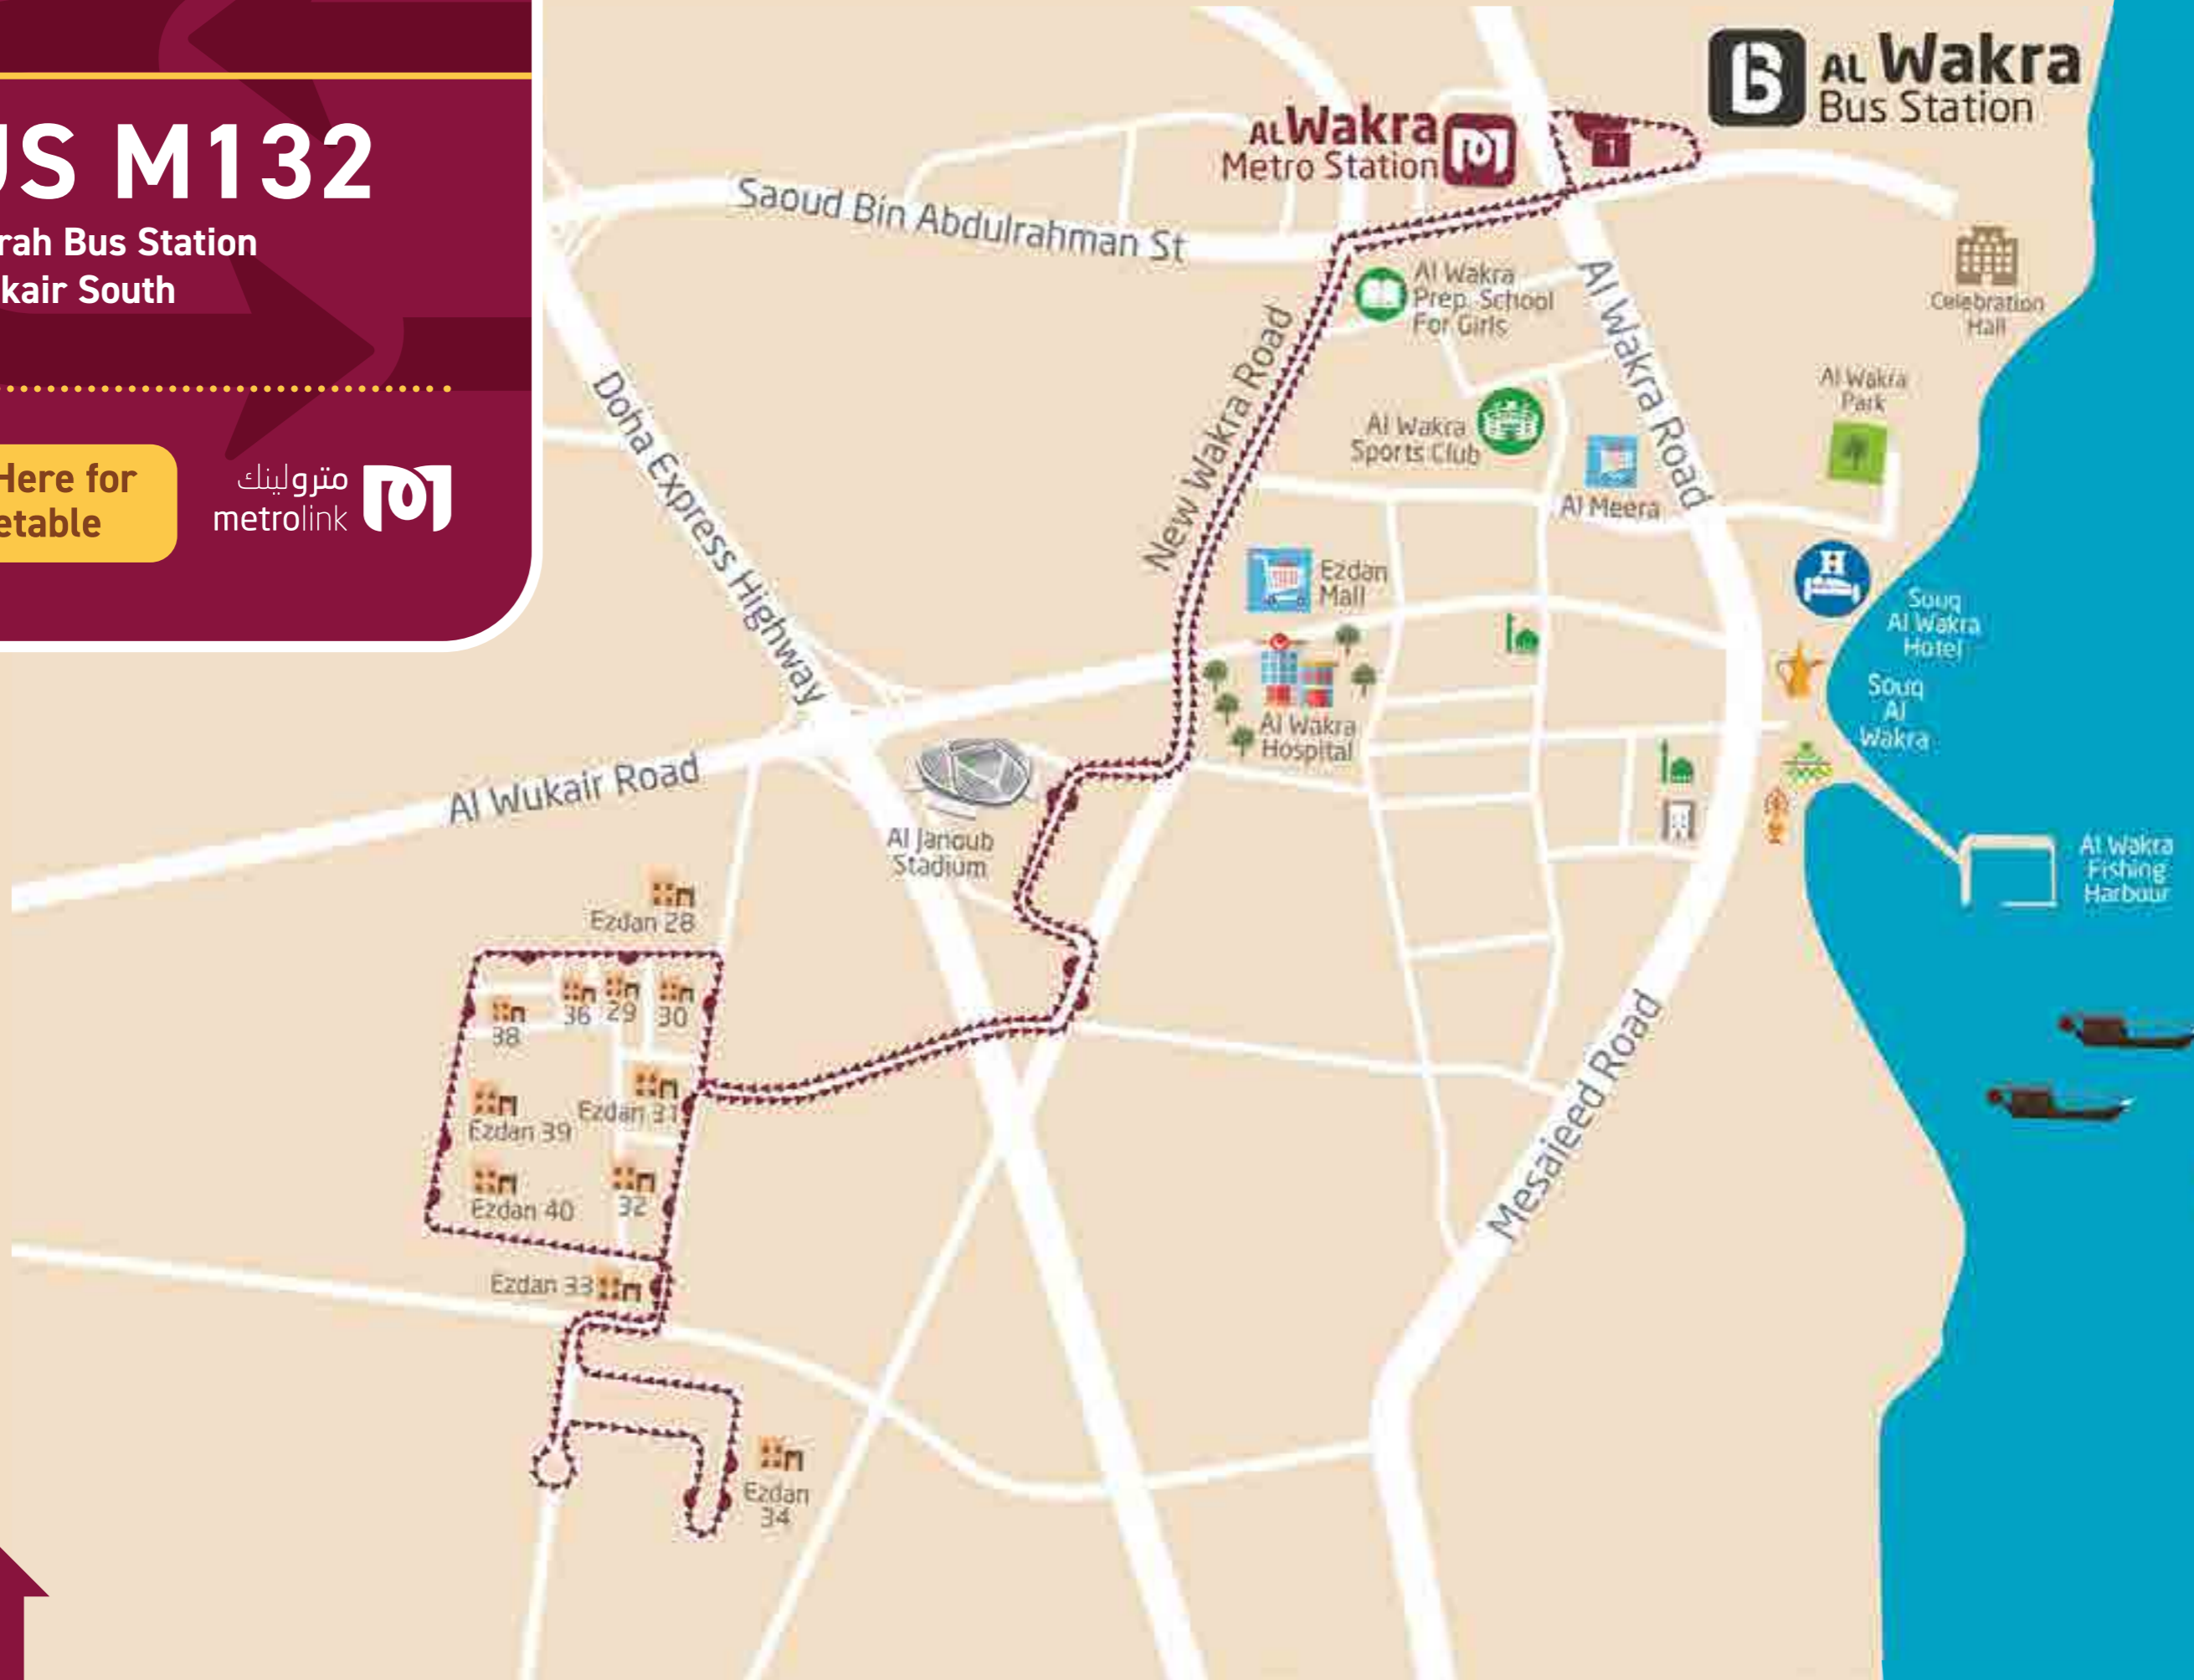 US M132
rah Bus Station
kair South
Here for
etable
مترولينك
metrolink
B
AL Wakra
Bus Station
AL Wakra
Metro Station
1
Saoud Bin Abdulrahman St
Al Wakra
Prep. School
For Girls
Celebration
Hall
New Wakra Road
Al Wakra Road
Doha Express Highway
Al Wakra
Park
Al Wakra
Sports Club
Al Meera
Ezdan
Mall
H
Souq
Al Wakra
Hotel
Souq
Al
Wakra
Al Wakra
Hospital
Al Wukair Road
Al Janoub
Stadium
Al Wakra
Fishing
Harbour
Ezdan 28
38
36
29
30
Ezdan 39
Ezdan 31
Ezdan 40
32
Mesaieed Road
Ezdan 33
Ezdan
34